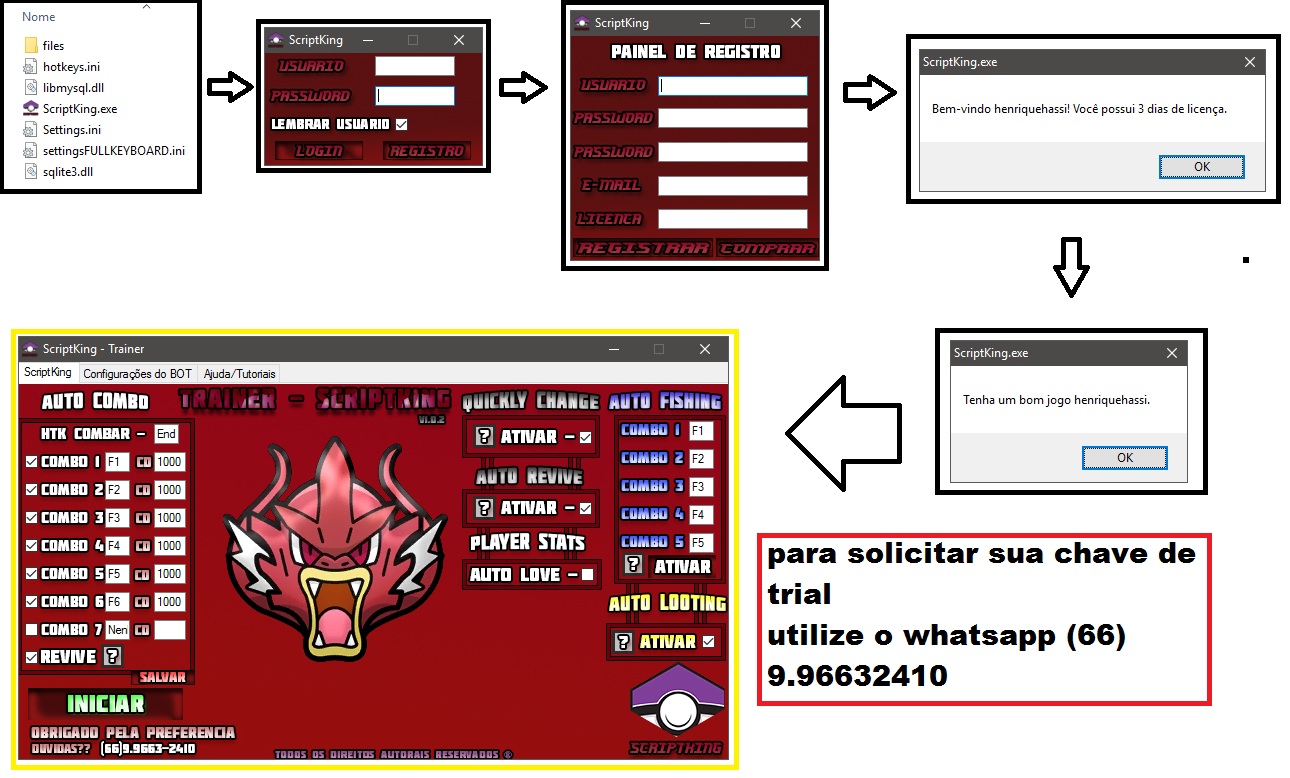 Nome
files
hotkeys.ini
libmysql.dll
ScriptKing.exe
Settings.ini
settingsFULLKEYBOARD.ini
sqlite3.dll
ScriptKing
USUARIO
PASSWORD
LEMBRAR USUARIO
LOGIN REGISTRO
ScriptKing
PAINEL DE REGISTRO
USUARIO
PASSWORD
PASSWORD
E-MAIL
LICENCA
REGISTRAR COMPRAR
ScriptKing.exe
Bem-vindo henriquehassi! Você possui 3 dias de licença.
OK
ScriptKing.exe
Tenha um bom jogo henriquehassi.
OK
ScriptKing - Trainer
ScriptKing Configurações do BOT Ajuda/Tutoriais
AUTO COMBO
HTK COMBAR - End
COMBO 1 F1 CD 1000
COMBO 2 F2 CD 1000
COMBO 3 F3 CD 1000
COMBO 4 F4 CD 1000
COMBO 5 F5 CD 1000
COMBO 6 F6 CD 1000
COMBO 7 Nen CD
REVIVE ?
SALVAR
INICIAR
OBRIGADO PELA PREFERENCIA
DUVIDAS?? (66)9.9663-2410
TRAINER - SCRIPTKING
V1.0.2
TODOS OS DIREITOS AUTORAIS RESERVADOS ®
QUICKLY CHANGE
? ATIVAR -
AUTO REVIVE
? ATIVAR -
PLAYER STATS
AUTO LOVE -
AUTO FISHING
COMBO 1 F1
COMBO 2 F2
COMBO 3 F3
COMBO 4 F4
COMBO 5 F5
? ATIVAR
AUTO LOOTING
? ATIVAR
SCRIPTKING
para solicitar sua chave de
trial
utilize o whatsapp (66)
9.96632410